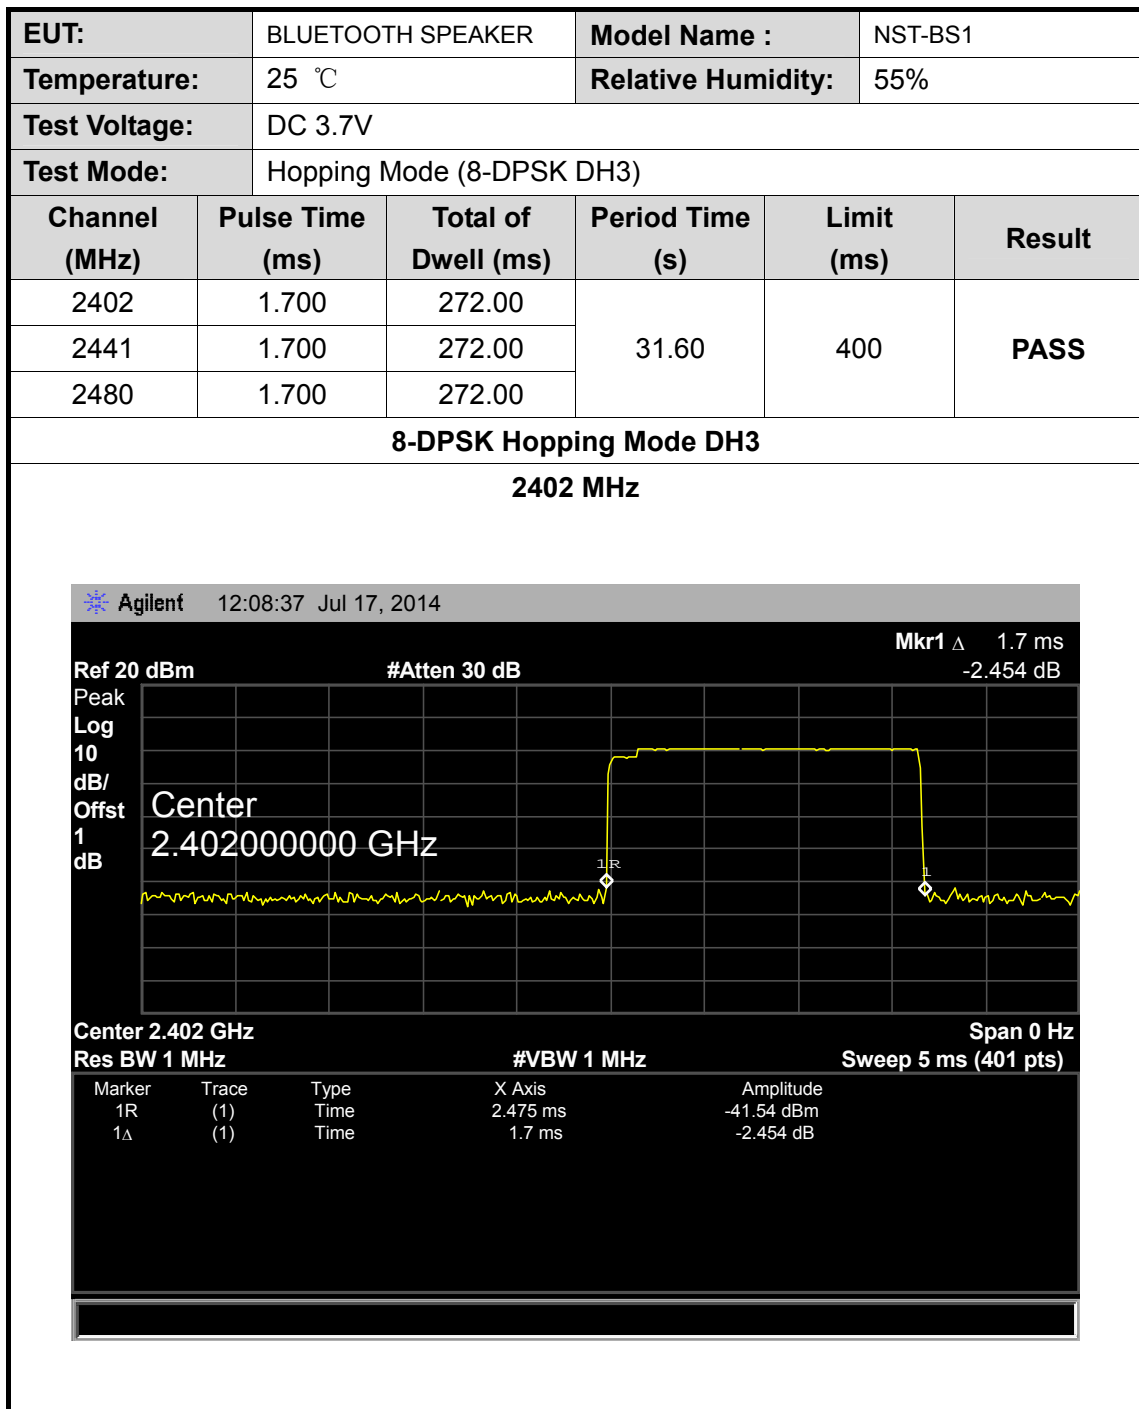 EUT: BLUETOOTH SPEAKER Model Name : NST-BS1
Temperature: 25 ℃ Relative Humidity: 55%
Test Voltage: DC 3.7V
Test Mode: Hopping Mode (8-DPSK DH3)
Channel (MHz) Pulse Time (ms) Total of Dwell (ms) Period Time (s) Limit (ms) Result
2402 1.700 272.00
2441 1.700 272.00 31.60 400 PASS
2480 1.700 272.00
8-DPSK Hopping Mode DH3
2402 MHz
Agilent 12:08:37 Jul 17, 2014
Mkr1 Δ 1.7 ms
Ref 20 dBm #Atten 30 dB -2.454 dB
Peak
Log
10
dB/
Offst
1
dB
Center
2.402000000 GHz
1R
1
Center 2.402 GHz Span 0 Hz
Res BW 1 MHz #VBW 1 MHz Sweep 5 ms (401 pts)
Marker Trace Type X Axis Amplitude
1R (1) Time 2.475 ms -41.54 dBm
1Δ (1) Time 1.7 ms -2.454 dB